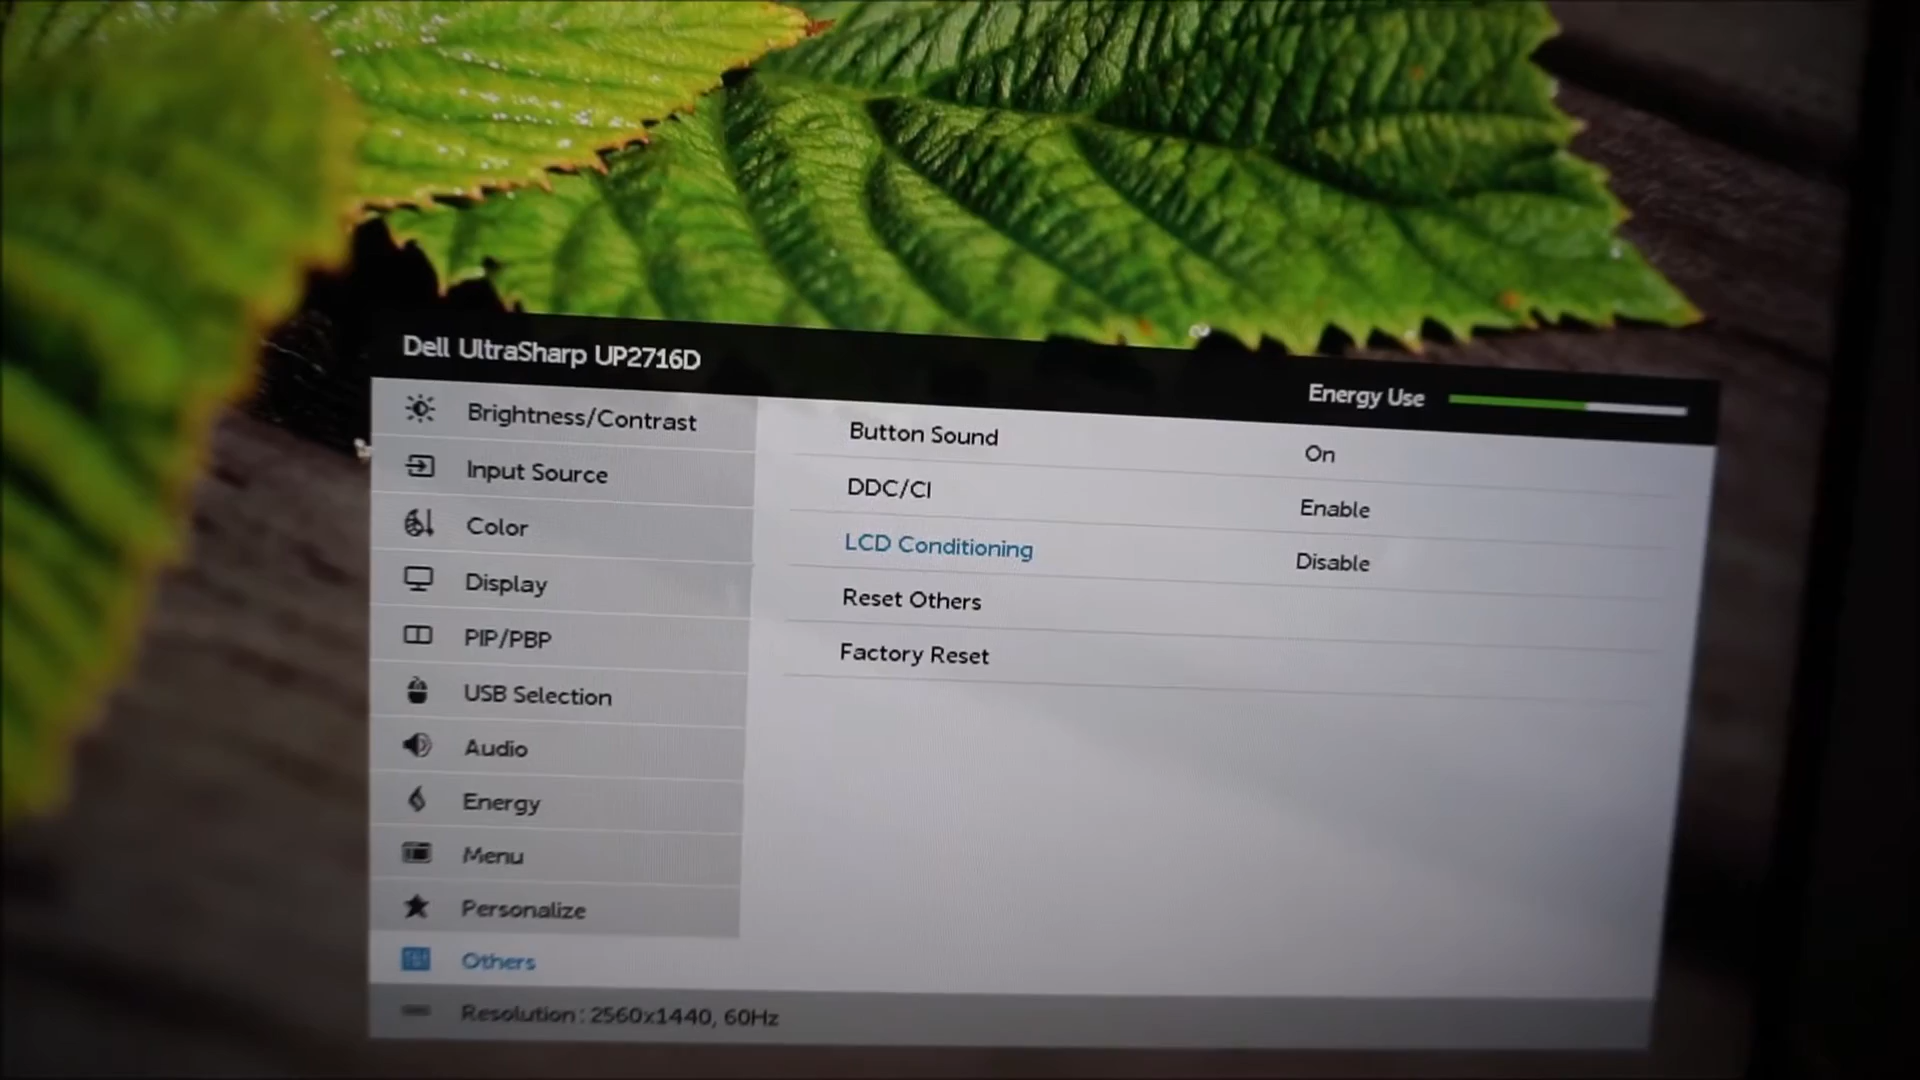 Dell UltraSharp UP2716D
Energy Use
Brightness/Contrast
Input Source
Color
Display
PIP/PBP
USB Selection
Audio
Energy
Menu
Personalize
Others
Button Sound On
DDC/CI Enable
LCD Conditioning Disable
Reset Others
Factory Reset
Resolution: 2560x1440, 60Hz